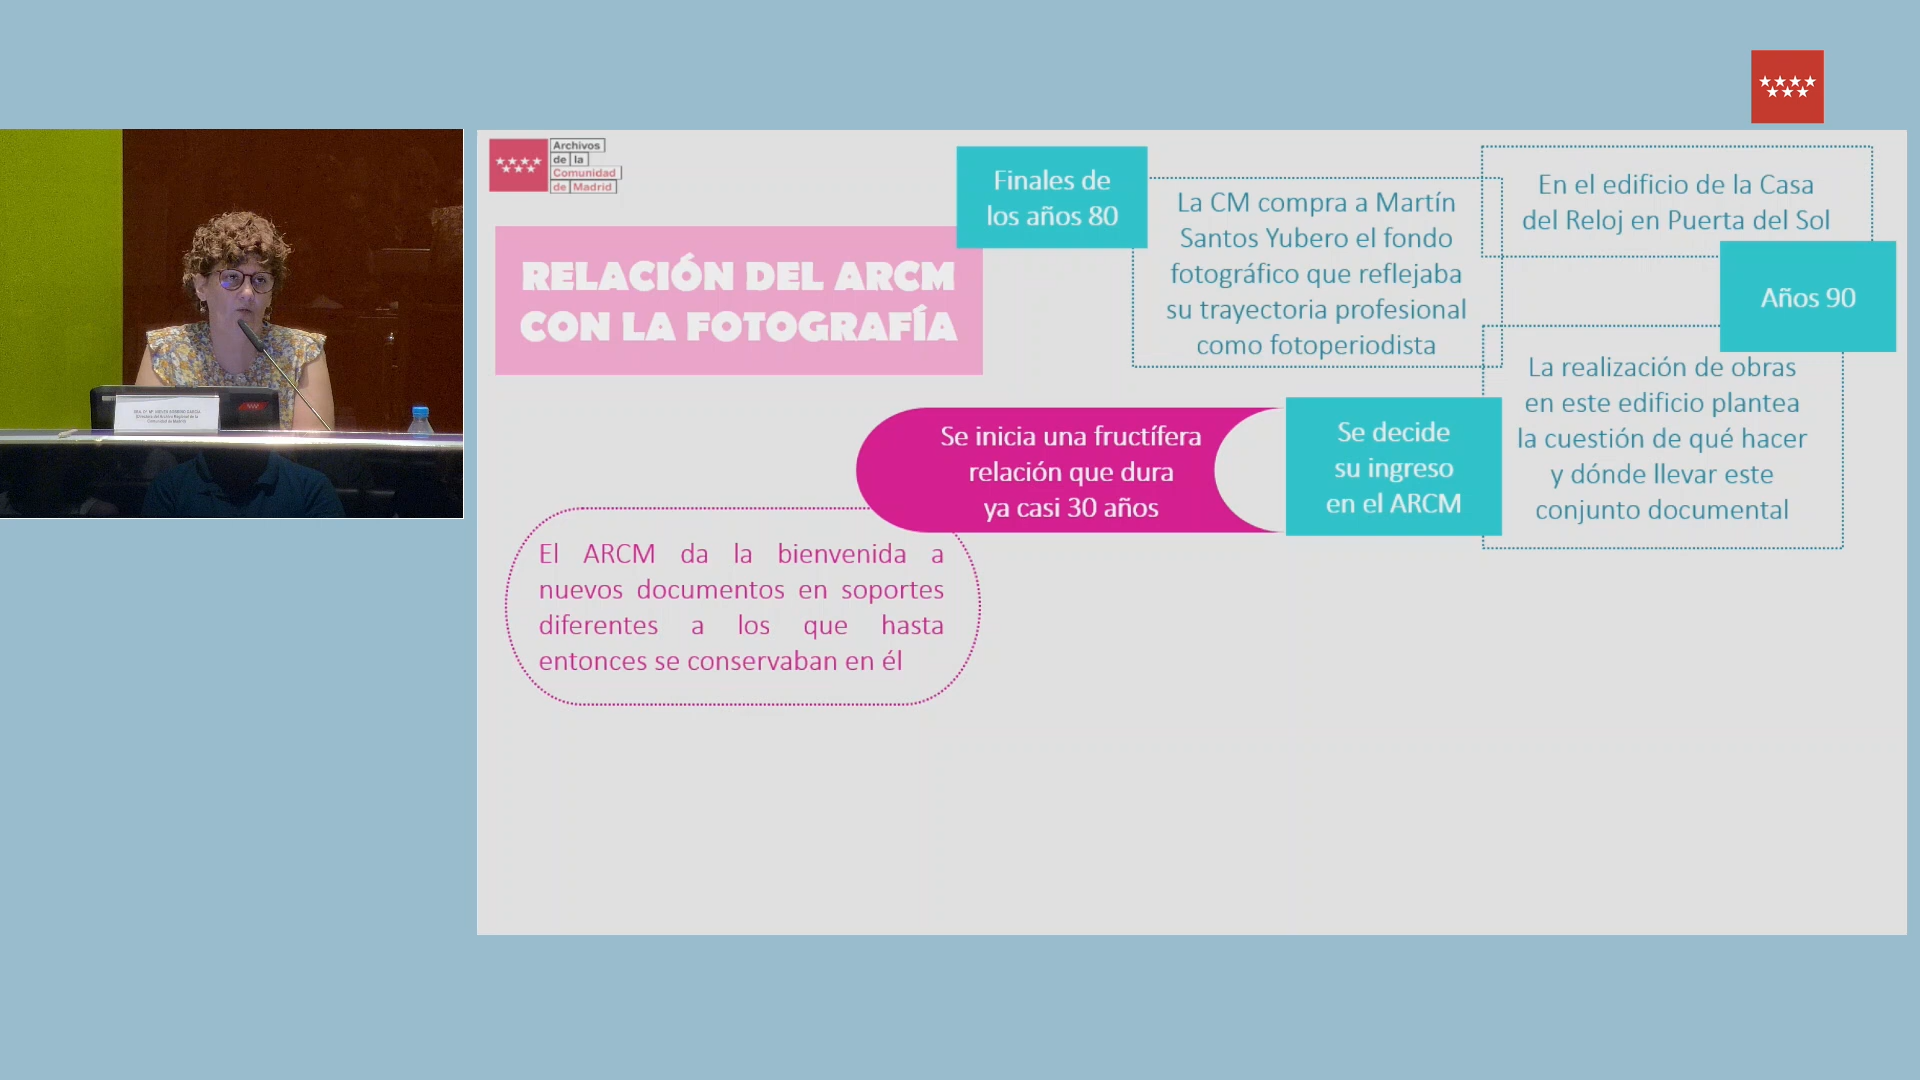 Archivos
de la
Comunidad
de Madrid
RELACIÓN DEL ARCM
CON LA FOTOGRAFÍA
Finales de
los años 80
La CM compra a Martín
Santos Yubero el fondo
fotográfico que reflejaba
su trayectoria profesional
como fotoperiodista
En el edificio de la Casa
del Reloj en Puerta del Sol
Años 90
La realización de obras
en este edificio plantea
la cuestión de qué hacer
y dónde llevar este
conjunto documental
Se decide
su ingreso
en el ARCM
Se inicia una fructífera
relación que dura
ya casi 30 años
El ARCM da la bienvenida a
nuevos documentos en soportes
diferentes a los que hasta
entonces se conservaban en él